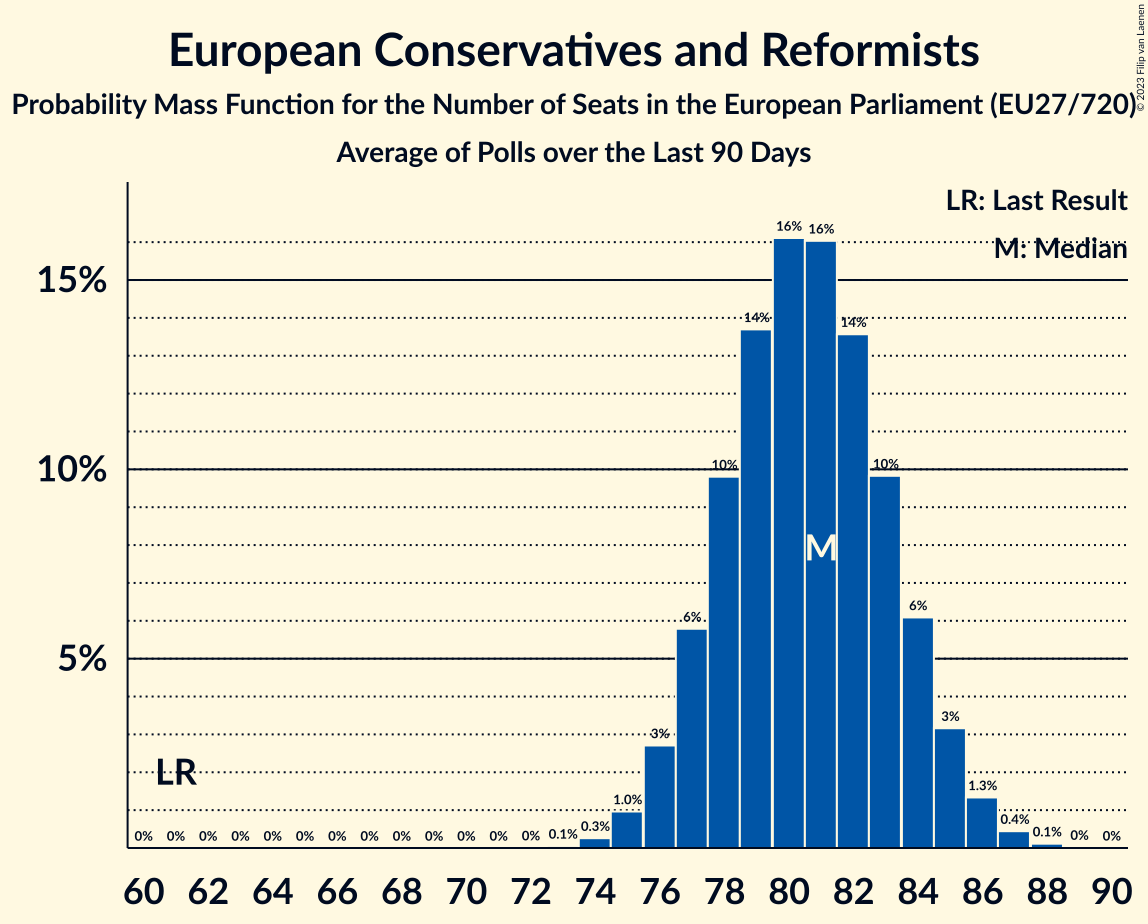 European Conservatives and Reformists
Probability Mass Function for the Number of Seats in the European Parliament (EU27/720)
Average of Polls over the Last 90 Days
© 2023 Filip van Laenen
LR: Last Result
M: Median
15%
10%
5%
0% 0% 0% 0% 0% 0% 0% 0% 0% 0% 0% 0% 0% 0.1% 0.3% 1.0% 3% 6% 10% 14% 16% 16% 14% 10% 6% 3% 1.3% 0.4% 0.1% 0% 0%
M
LR
60 62 64 66 68 70 72 74 76 78 80 82 84 86 88 90